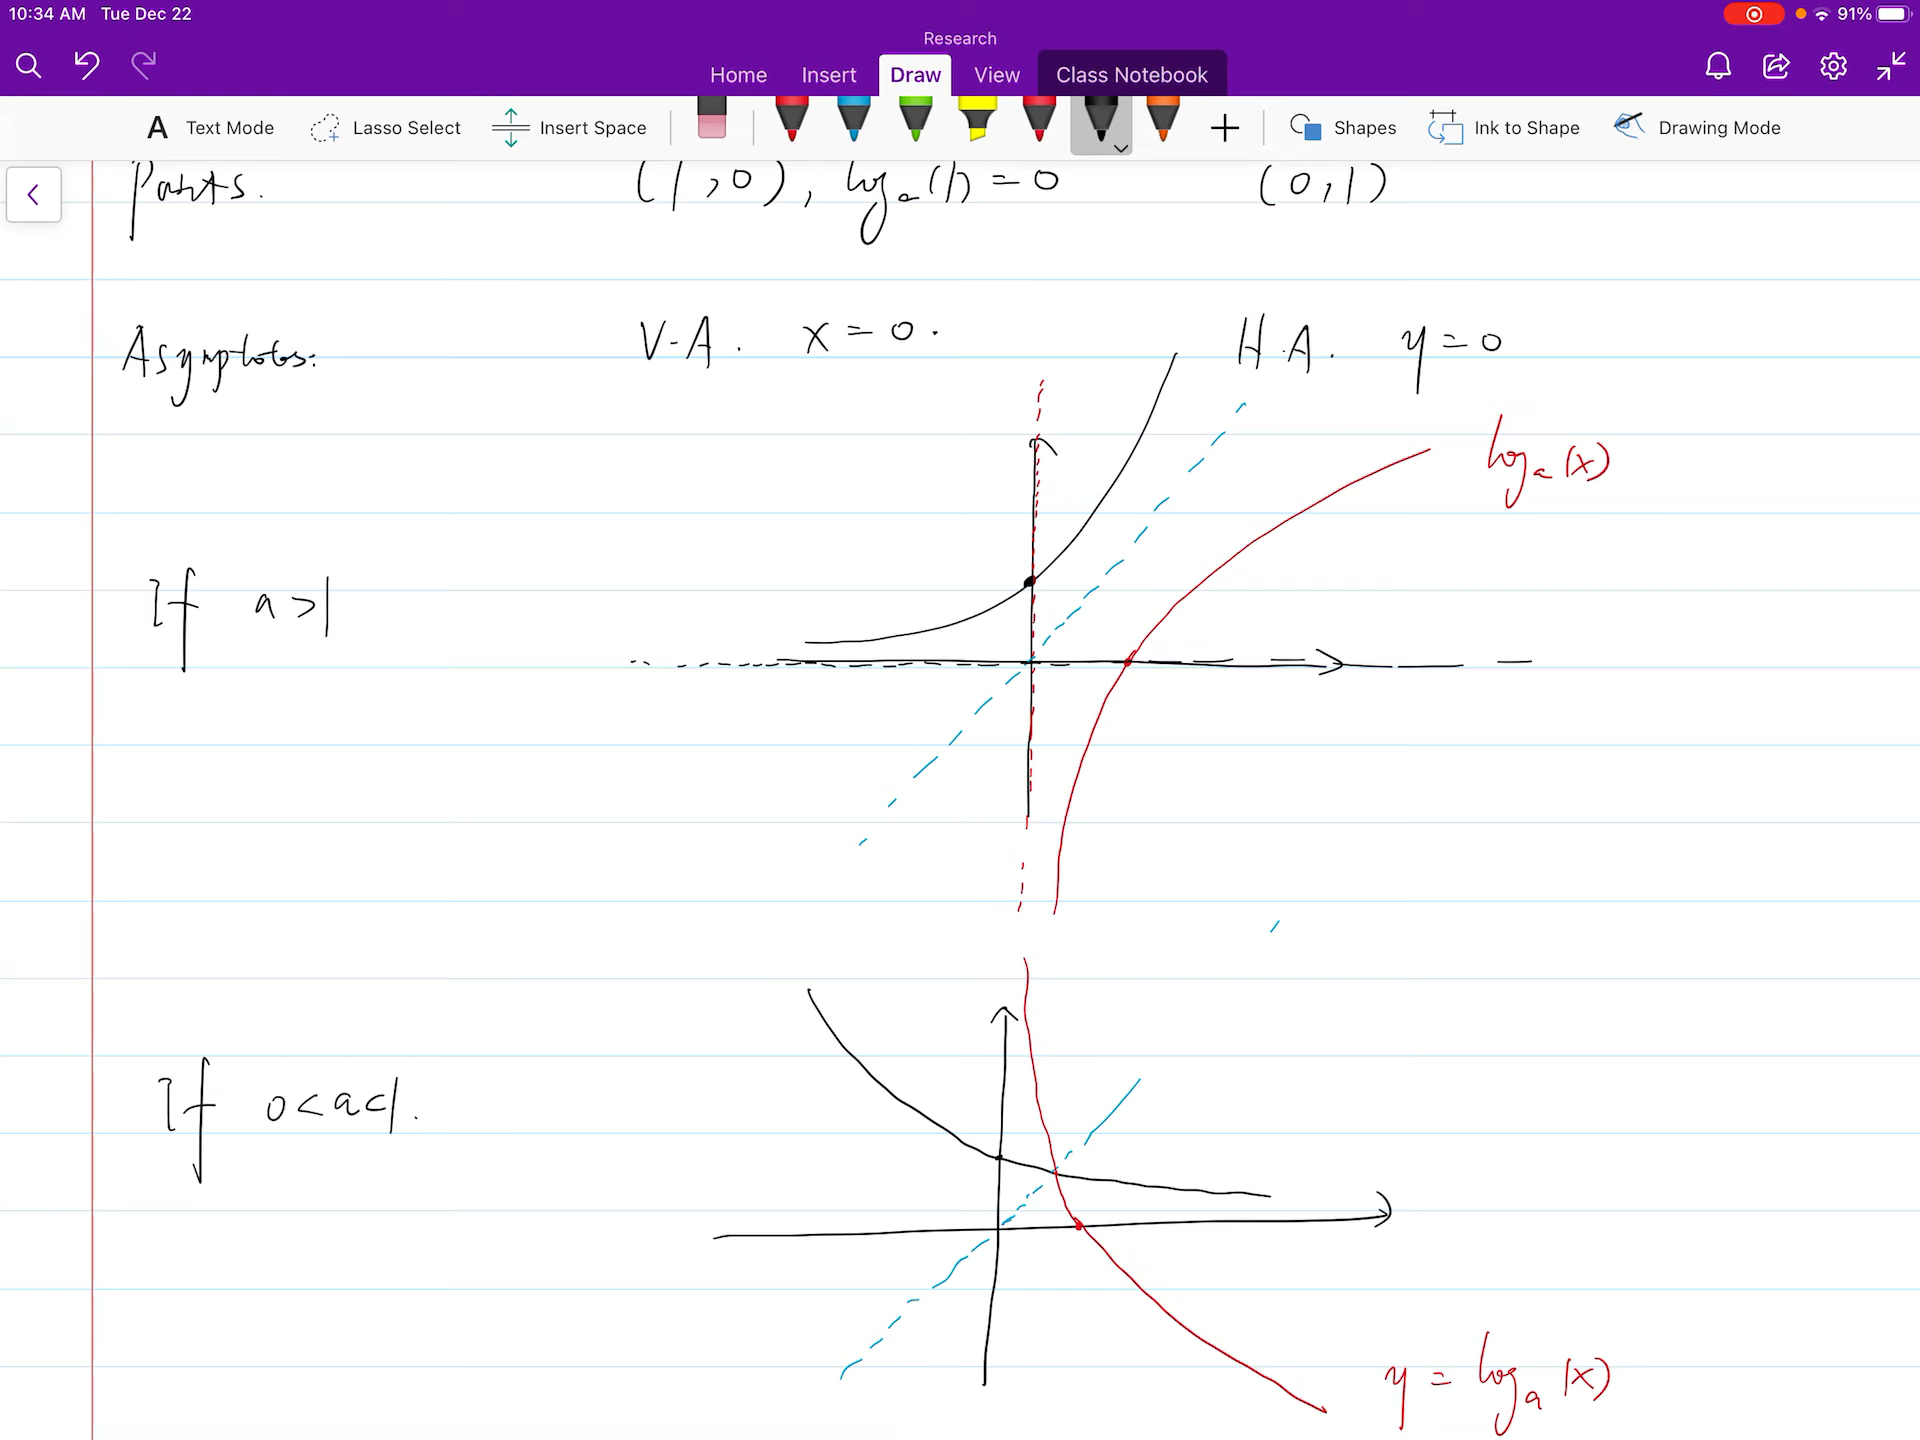 10:34 AM Tue Dec 22
91%
Research
Home Insert Draw View Class Notebook
A Text Mode Lasso Select Insert Space Shapes Ink to Shape Drawing Mode
Points. (1,0), logₐ(1) = 0 (0,1)
Asymptotes: V.A. x = 0. H.A. y = 0
logₐ(x)
If a > 1
If 0 < a < 1.
y = logₐ(x)